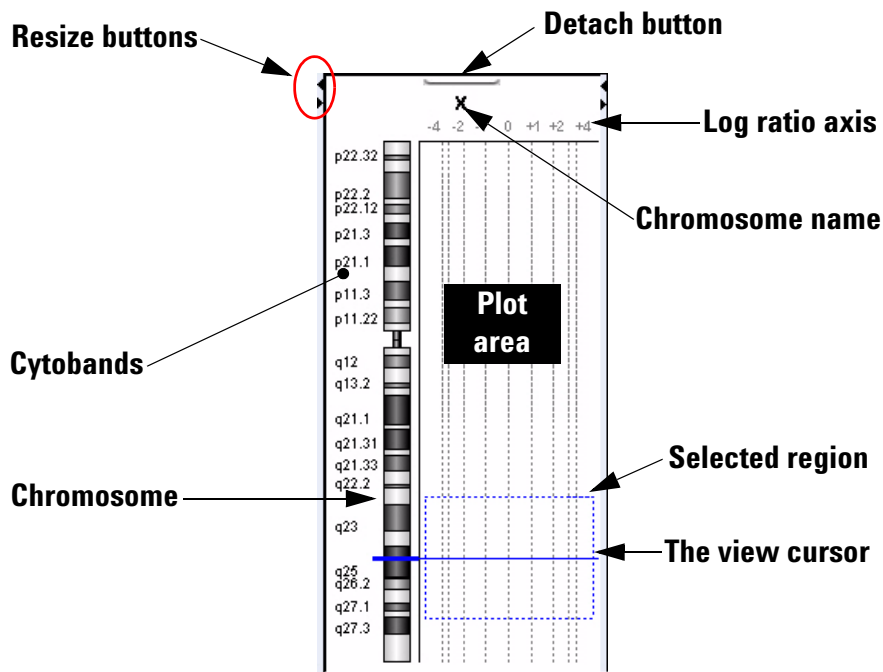 Resize buttons
Detach button
X
-4 -2 0 +1 +2 +4
Log ratio axis
Chromosome name
p22.32
p22.2
p22.12
p21.3
p21.1
p11.3
p11.22
Plot
area
Cytobands
q12
q13.2
q21.1
q21.31
q21.33
q22.2
Selected region
Chromosome
q23
The view cursor
q25
q26.2
q27.1
q27.3